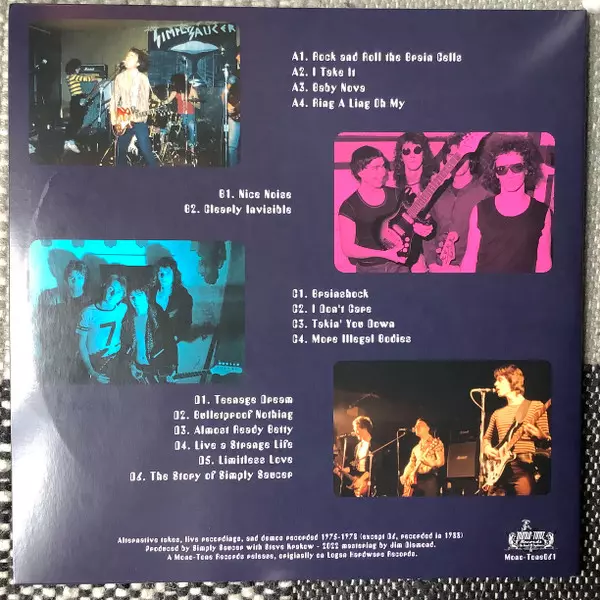 SIMPLY SAUCER
A1. Rock and Roll the Brain Cells
A2. I Take It
A3. Baby Nova
A4. Ring A Ling Oh My
B1. Nice Noise
B2. Clearly Invisible
7
C1. Brainshock
C2. I Don't Care
C3. Takin' You Down
C4. More Illegal Bodies
D1. Teenage Dream
D2. Bulletproof Nothing
D3. Almost Ready Betty
D4. Live a Strange Life
D5. Limitless Love
D6. The Story of Simply Saucer
Alternative takes, live recordings, and demos recorded 1975-1978 (except D6, recorded in 1988)
Produced by Simply Saucer with Steve Krakow - 2022 mastering by Jim Diamond.
A Mono-Tone Records release, originally on Logan Hardware Records.
MONO-TONE
Records
Mono-Tone061